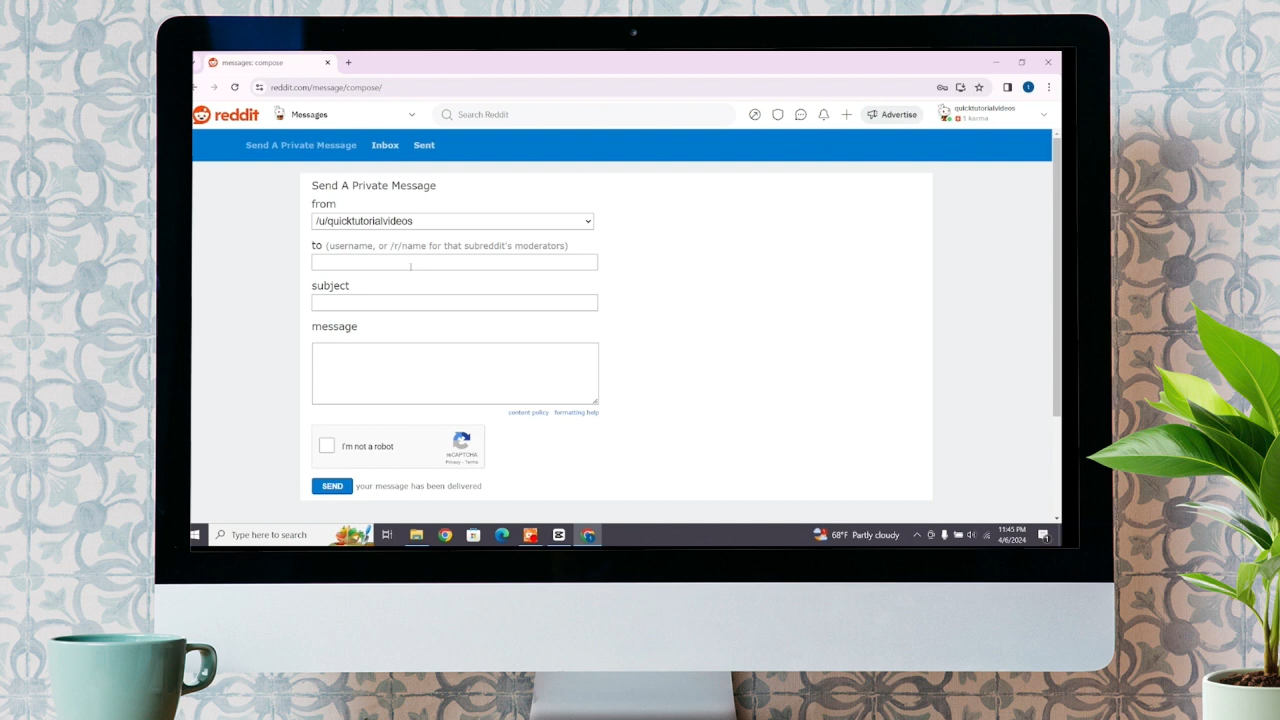 messages: compose
reddit.com/message/compose/
reddit
Messages
Search Reddit
Advertise
quicktutorialvideos
1 karma
Send A Private Message
Inbox
Sent
Send A Private Message
from
/u/quicktutorialvideos
to (username, or /r/name for that subreddit's moderators)
subject
message
content policy
formatting help
I'm not a robot
reCAPTCHA
Privacy - Terms
SEND your message has been delivered
Type here to search
68°F Partly cloudy
11:45 PM
4/6/2024